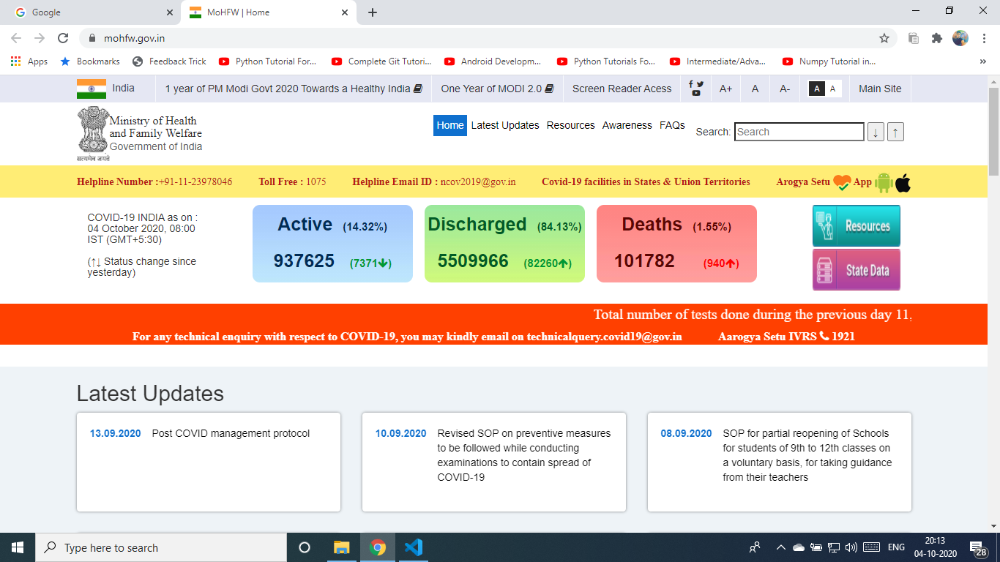 Google
MoHFW | Home
mohfw.gov.in
Apps Bookmarks Feedback Trick Python Tutorial For... Complete Git Tutori... Android Developm... Python Tutorials Fo... Intermediate/Adva... Numpy Tutorial in... »
India 1 year of PM Modi Govt 2020 Towards a Healthy India One Year of MODI 2.0 Screen Reader Acess A+ A A- A A Main Site
सत्यमेव जयते
Ministry of Health
and Family Welfare
Government of India
Home Latest Updates Resources Awareness FAQs Search: Search ↓ ↑
Helpline Number :+91-11-23978046 Toll Free : 1075 Helpline Email ID : ncov2019@gov.in Covid-19 facilities in States & Union Territories Arogya Setu App
COVID-19 INDIA as on :
04 October 2020, 08:00
IST (GMT+5:30)
(↑↓ Status change since
yesterday)
Active (14.32%)
937625 (7371↓)
Discharged (84.13%)
5509966 (82260↑)
Deaths (1.55%)
101782 (940↑)
Resources
State Data
Total number of tests done during the previous day 11,
For any technical enquiry with respect to COVID-19, you may kindly email on technicalquery.covid19@gov.in Aarogya Setu IVRS 1921
Latest Updates
13.09.2020 Post COVID management protocol
10.09.2020 Revised SOP on preventive measures
to be followed while conducting
examinations to contain spread of
COVID-19
08.09.2020 SOP for partial reopening of Schools
for students of 9th to 12th classes on
a voluntary basis, for taking guidance
from their teachers
Type here to search
ENG
20:13
04-10-2020
28